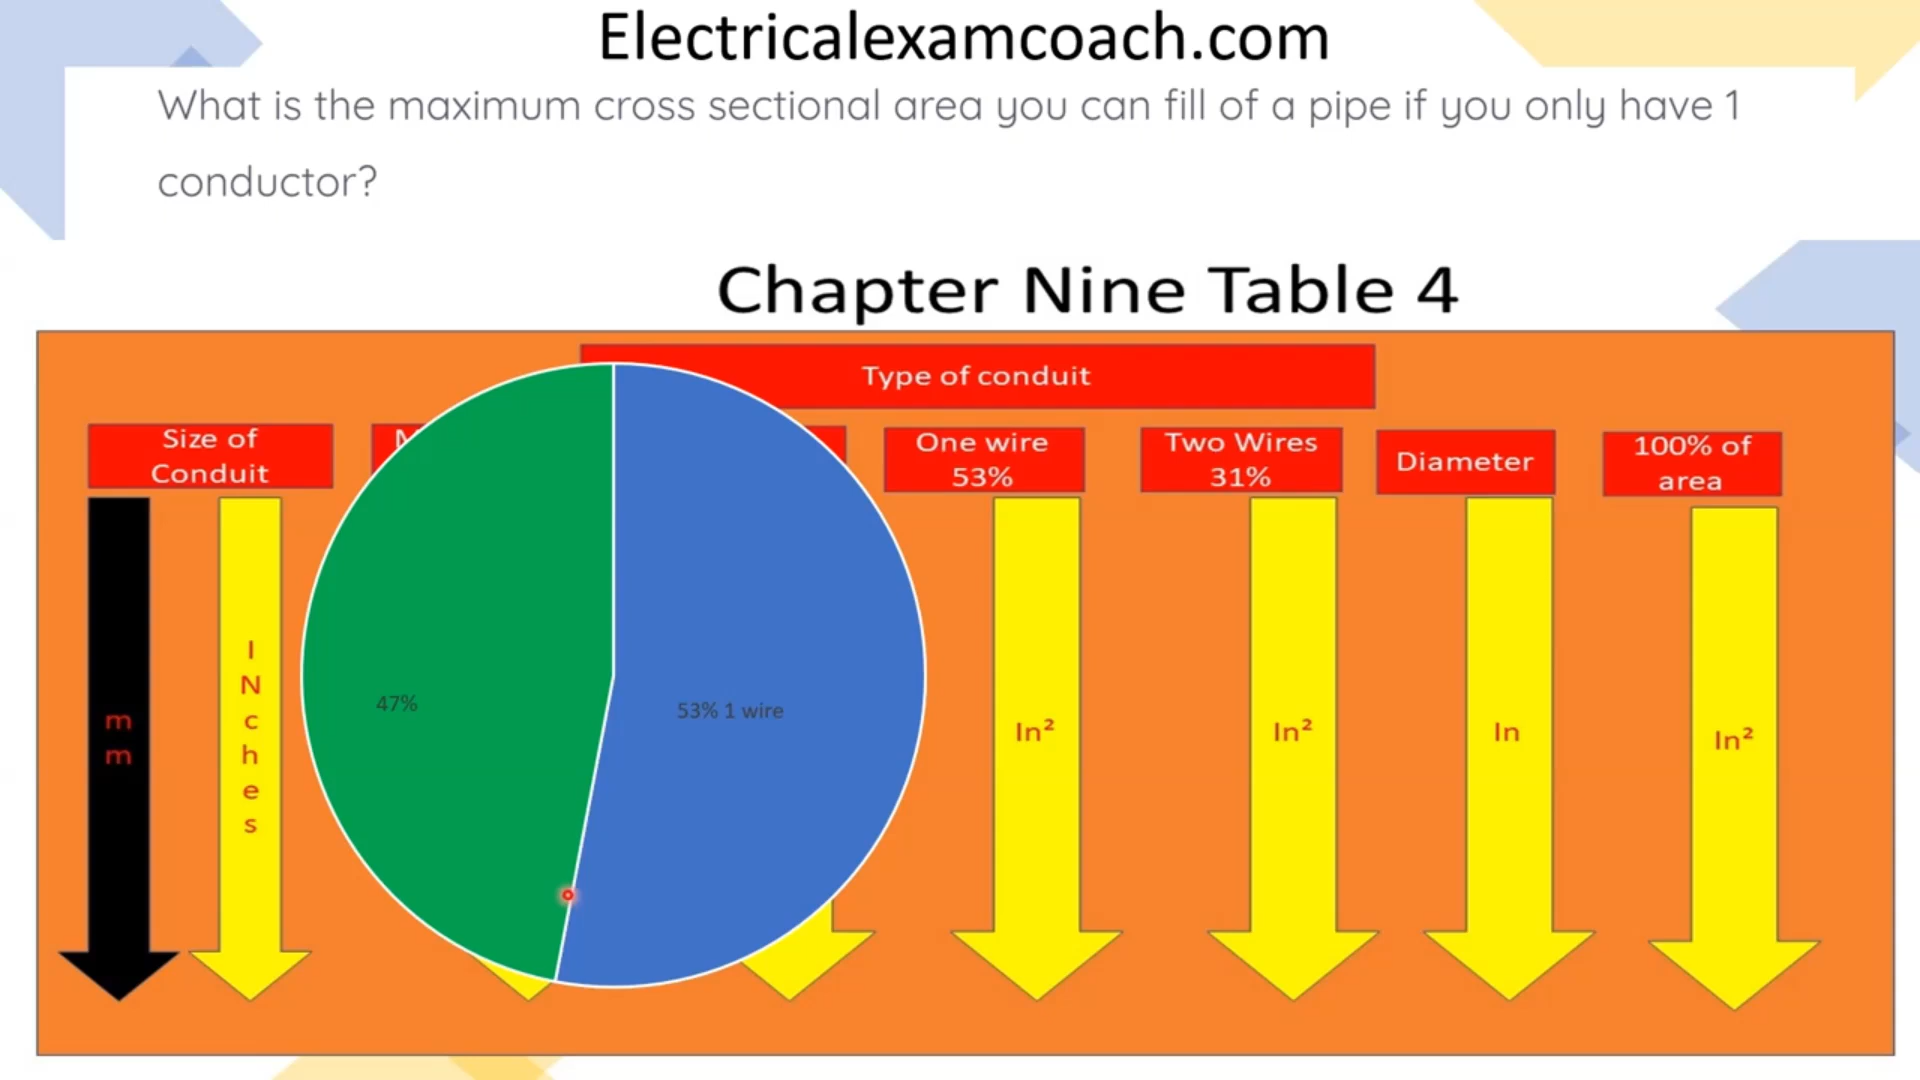 Electricalexamcoach.com
What is the maximum cross sectional area you can fill of a pipe if you only have 1
conductor?
Chapter Nine Table 4
Type of conduit
Size of
Conduit
One wire
53%
Two Wires
31%
Diameter
100% of
area
m
m
I
N
c
h
e
s
47%
53% 1 wire
In²
In²
In
In²